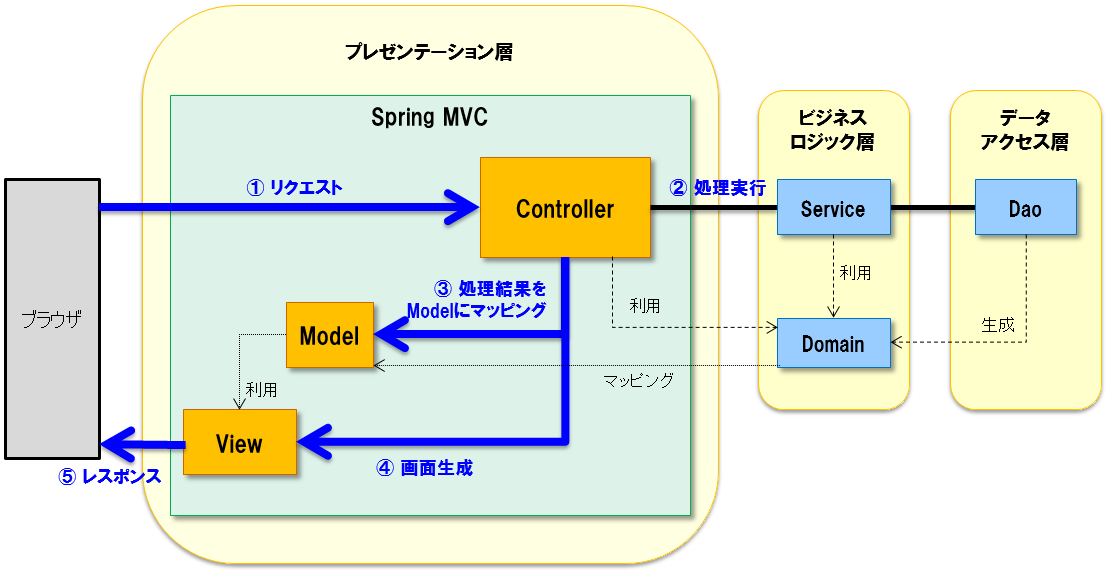 プレゼンテーション層
Spring MVC
ビジネス
ロジック層
データ
アクセス層
① リクエスト
Controller
② 処理実行
Service
Dao
ブラウザ
③ 処理結果を
Modelにマッピング
利用
利用
生成
Model
Domain
マッピング
利用
View
④ 画面生成
⑤ レスポンス